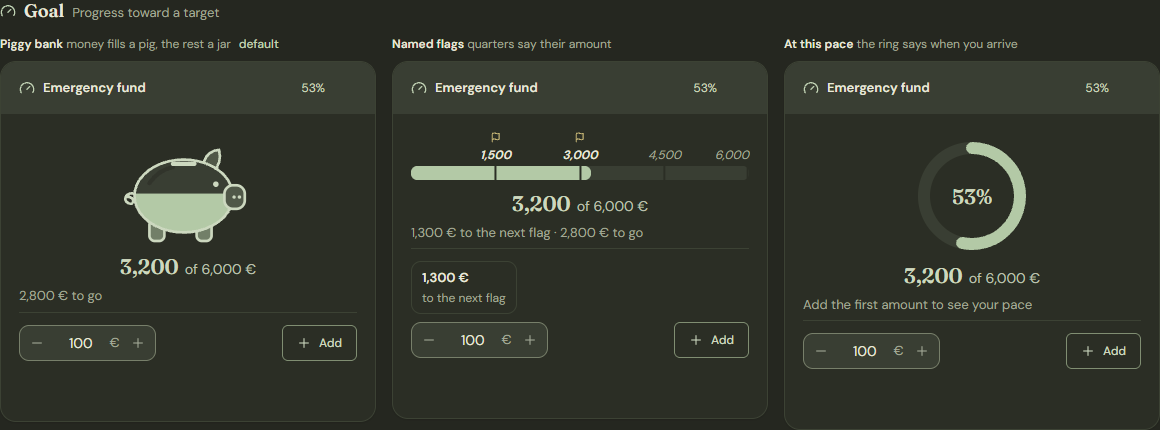 Goal Progress toward a target
Piggy bank money fills a pig, the rest a jar default
Emergency fund 53%
3,200 of 6,000 €
2,800 € to go
− 100 € + + Add
Named flags quarters say their amount
Emergency fund 53%
1,500 3,000 4,500 6,000
3,200 of 6,000 €
1,300 € to the next flag · 2,800 € to go
1,300 €
to the next flag
− 100 € + + Add
At this pace the ring says when you arrive
Emergency fund 53%
53%
3,200 of 6,000 €
Add the first amount to see your pace
− 100 € + + Add